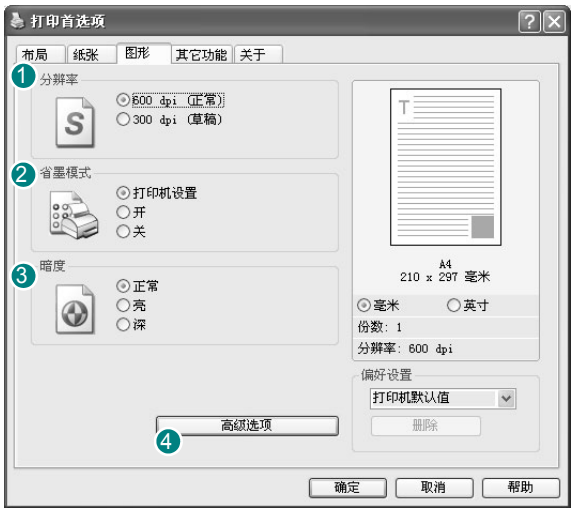 打印首选项
布局 纸张 图形 其它功能 关于
1 分辨率
600 dpi (正常)
300 dpi (草稿)
S
2 省墨模式
打印机设置
开
关
3 暗度
正常
亮
深
高级选项
4
T
A4
210 x 297 毫米
毫米 英寸
份数: 1
分辨率: 600 dpi
偏好设置
打印机默认值
删除
确定 取消 帮助